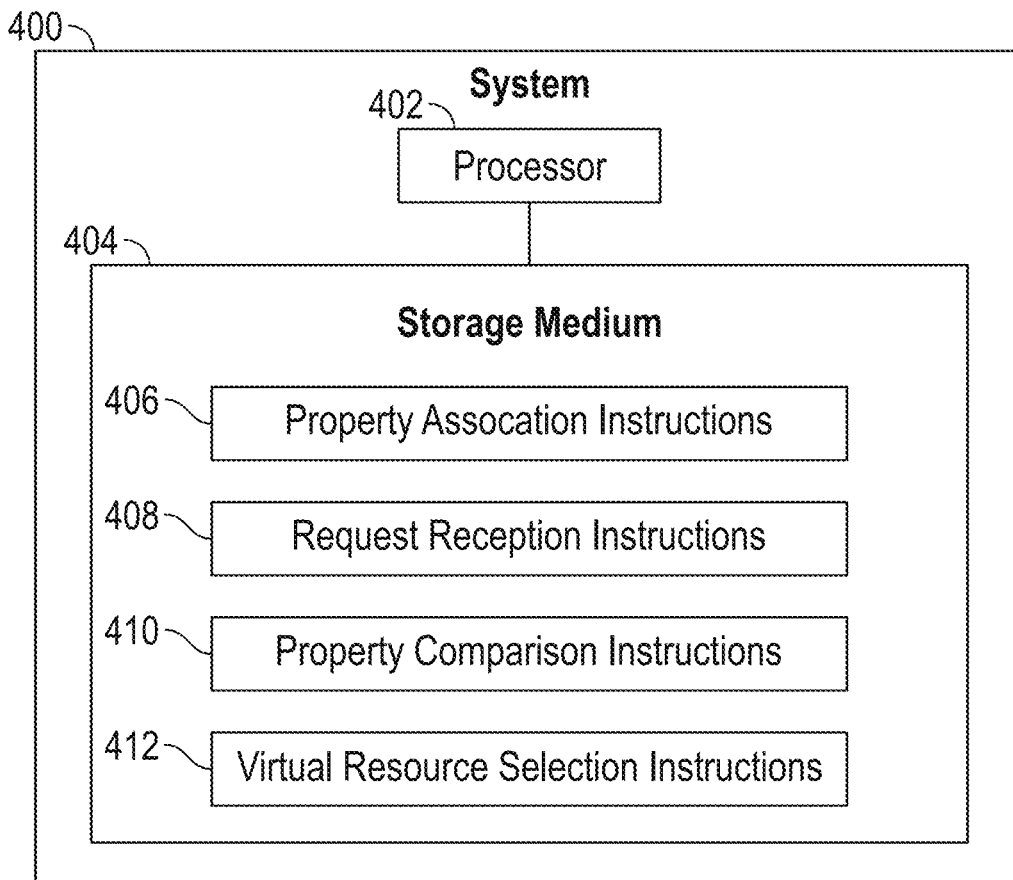 400
System
402
Processor
404
Storage Medium
406
Property Assocation Instructions
408
Request Reception Instructions
410
Property Comparison Instructions
412
Virtual Resource Selection Instructions